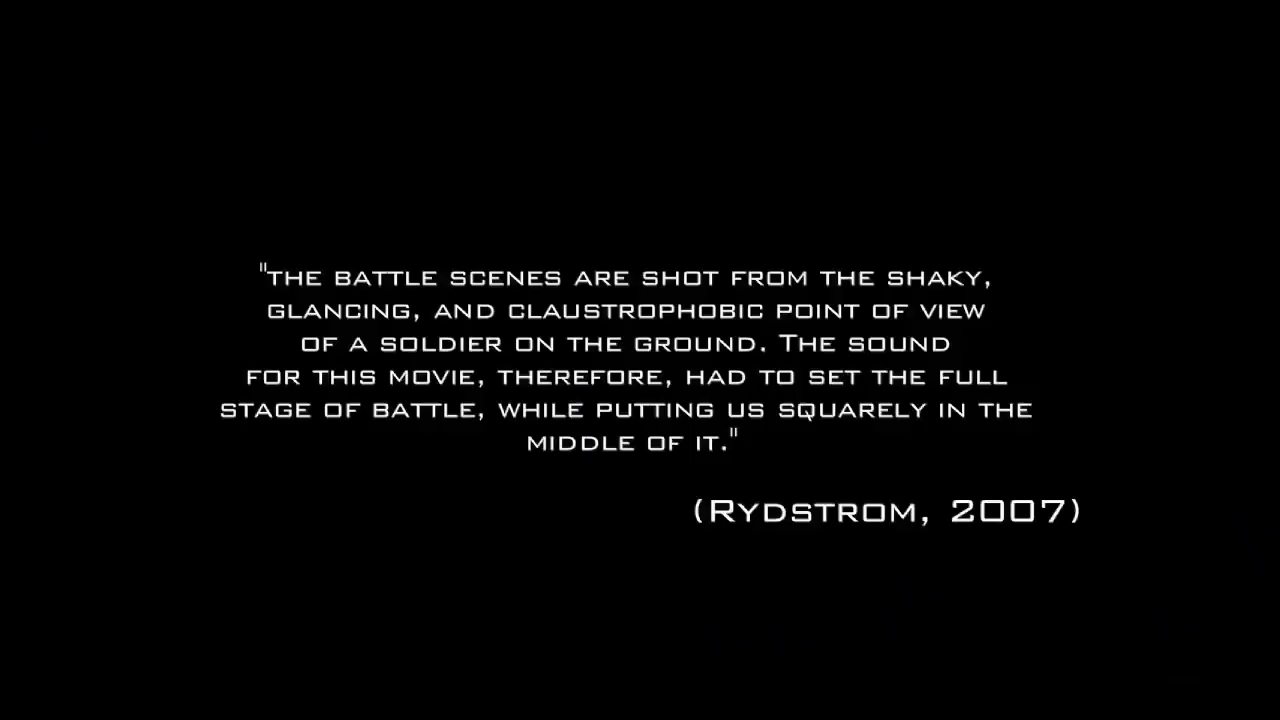 "The battle scenes are shot from the shaky,
glancing, and claustrophobic point of view
of a soldier on the ground. The sound
for this movie, therefore, had to set the full
stage of battle, while putting us squarely in the
middle of it."
(Rydstrom, 2007)